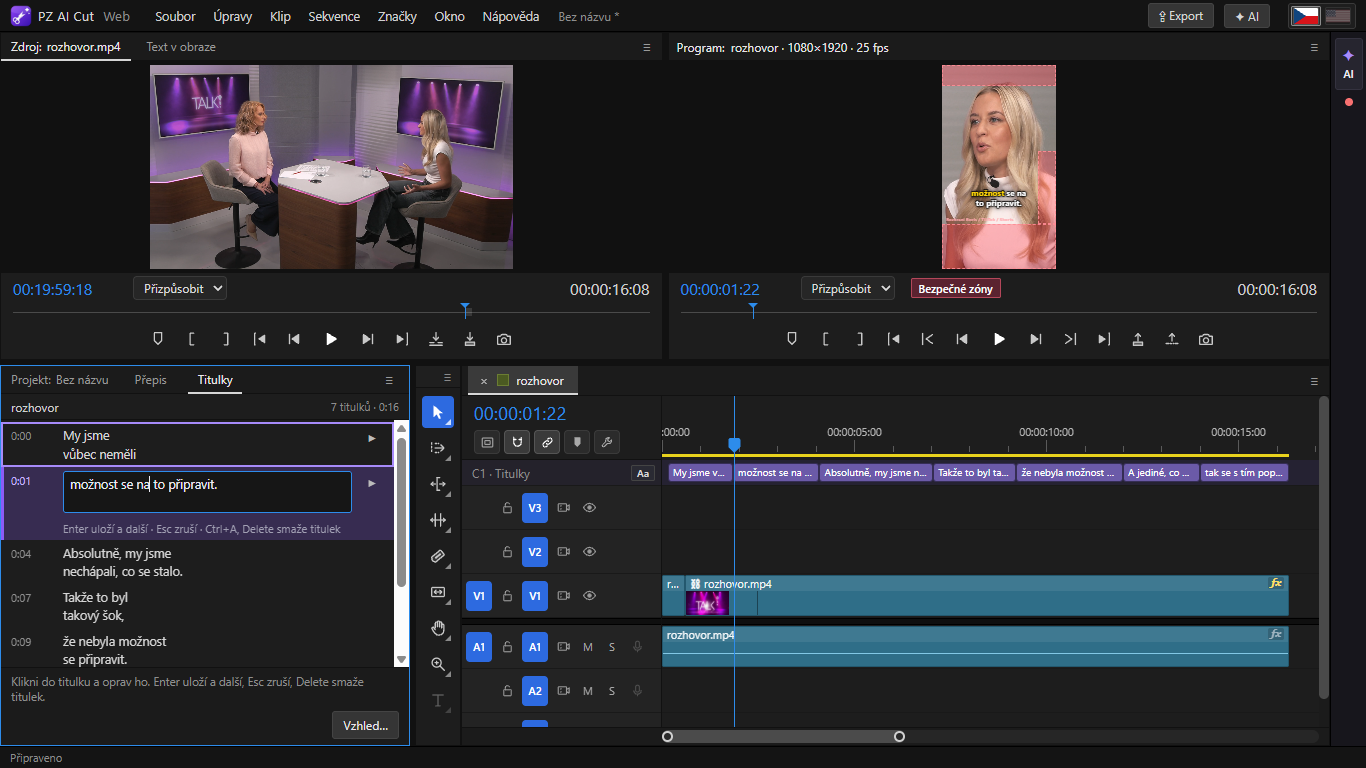 PZ AI Cut Web Soubor Úpravy Klip Sekvence Značky Okno Nápověda Bez názvu * Export AI
Zdroj: rozhovor.mp4 Text v obraze
TALK!
00:19:59:18 Přizpůsobit 00:00:16:08
Program: rozhovor · 1080×1920 · 25 fps
možnost se na
to připravit.
00:00:01:22 Přizpůsobit Bezpečné zóny 00:00:16:08
AI
Projekt: Bez názvu Přepis Titulky
rozhovor 7 titulků · 0:16
0:00 My jsme
vůbec neměli
0:01 možnost se na to připravit.
Enter uloží a další · Esc zruší · Ctrl+A, Delete smaže titulek
0:04 Absolutně, my jsme
nechápali, co se stalo.
0:07 Takže to byl
takový šok,
0:09 že nebyla možnost
se připravit.
Klikni do titulku a oprav ho. Enter uloží a další, Esc zruší, Delete smaže
titulek.
Vzhled...
rozhovor
00:00:01:22
:00:00 00:00:05:00 00:00:10:00 00:00:15:00
C1 · Titulky Aa My jsme v... možnost se na ... Absolutně, my jsme n... Takže to byl ta... že nebyla možnost ... A jediné, co ... tak se s tím pop...
V3
V2
V1 V1 r... rozhovor.mp4 fx
TALK!
A1 A1 M S rozhovor.mp4 fx
A2 M S
Připraveno